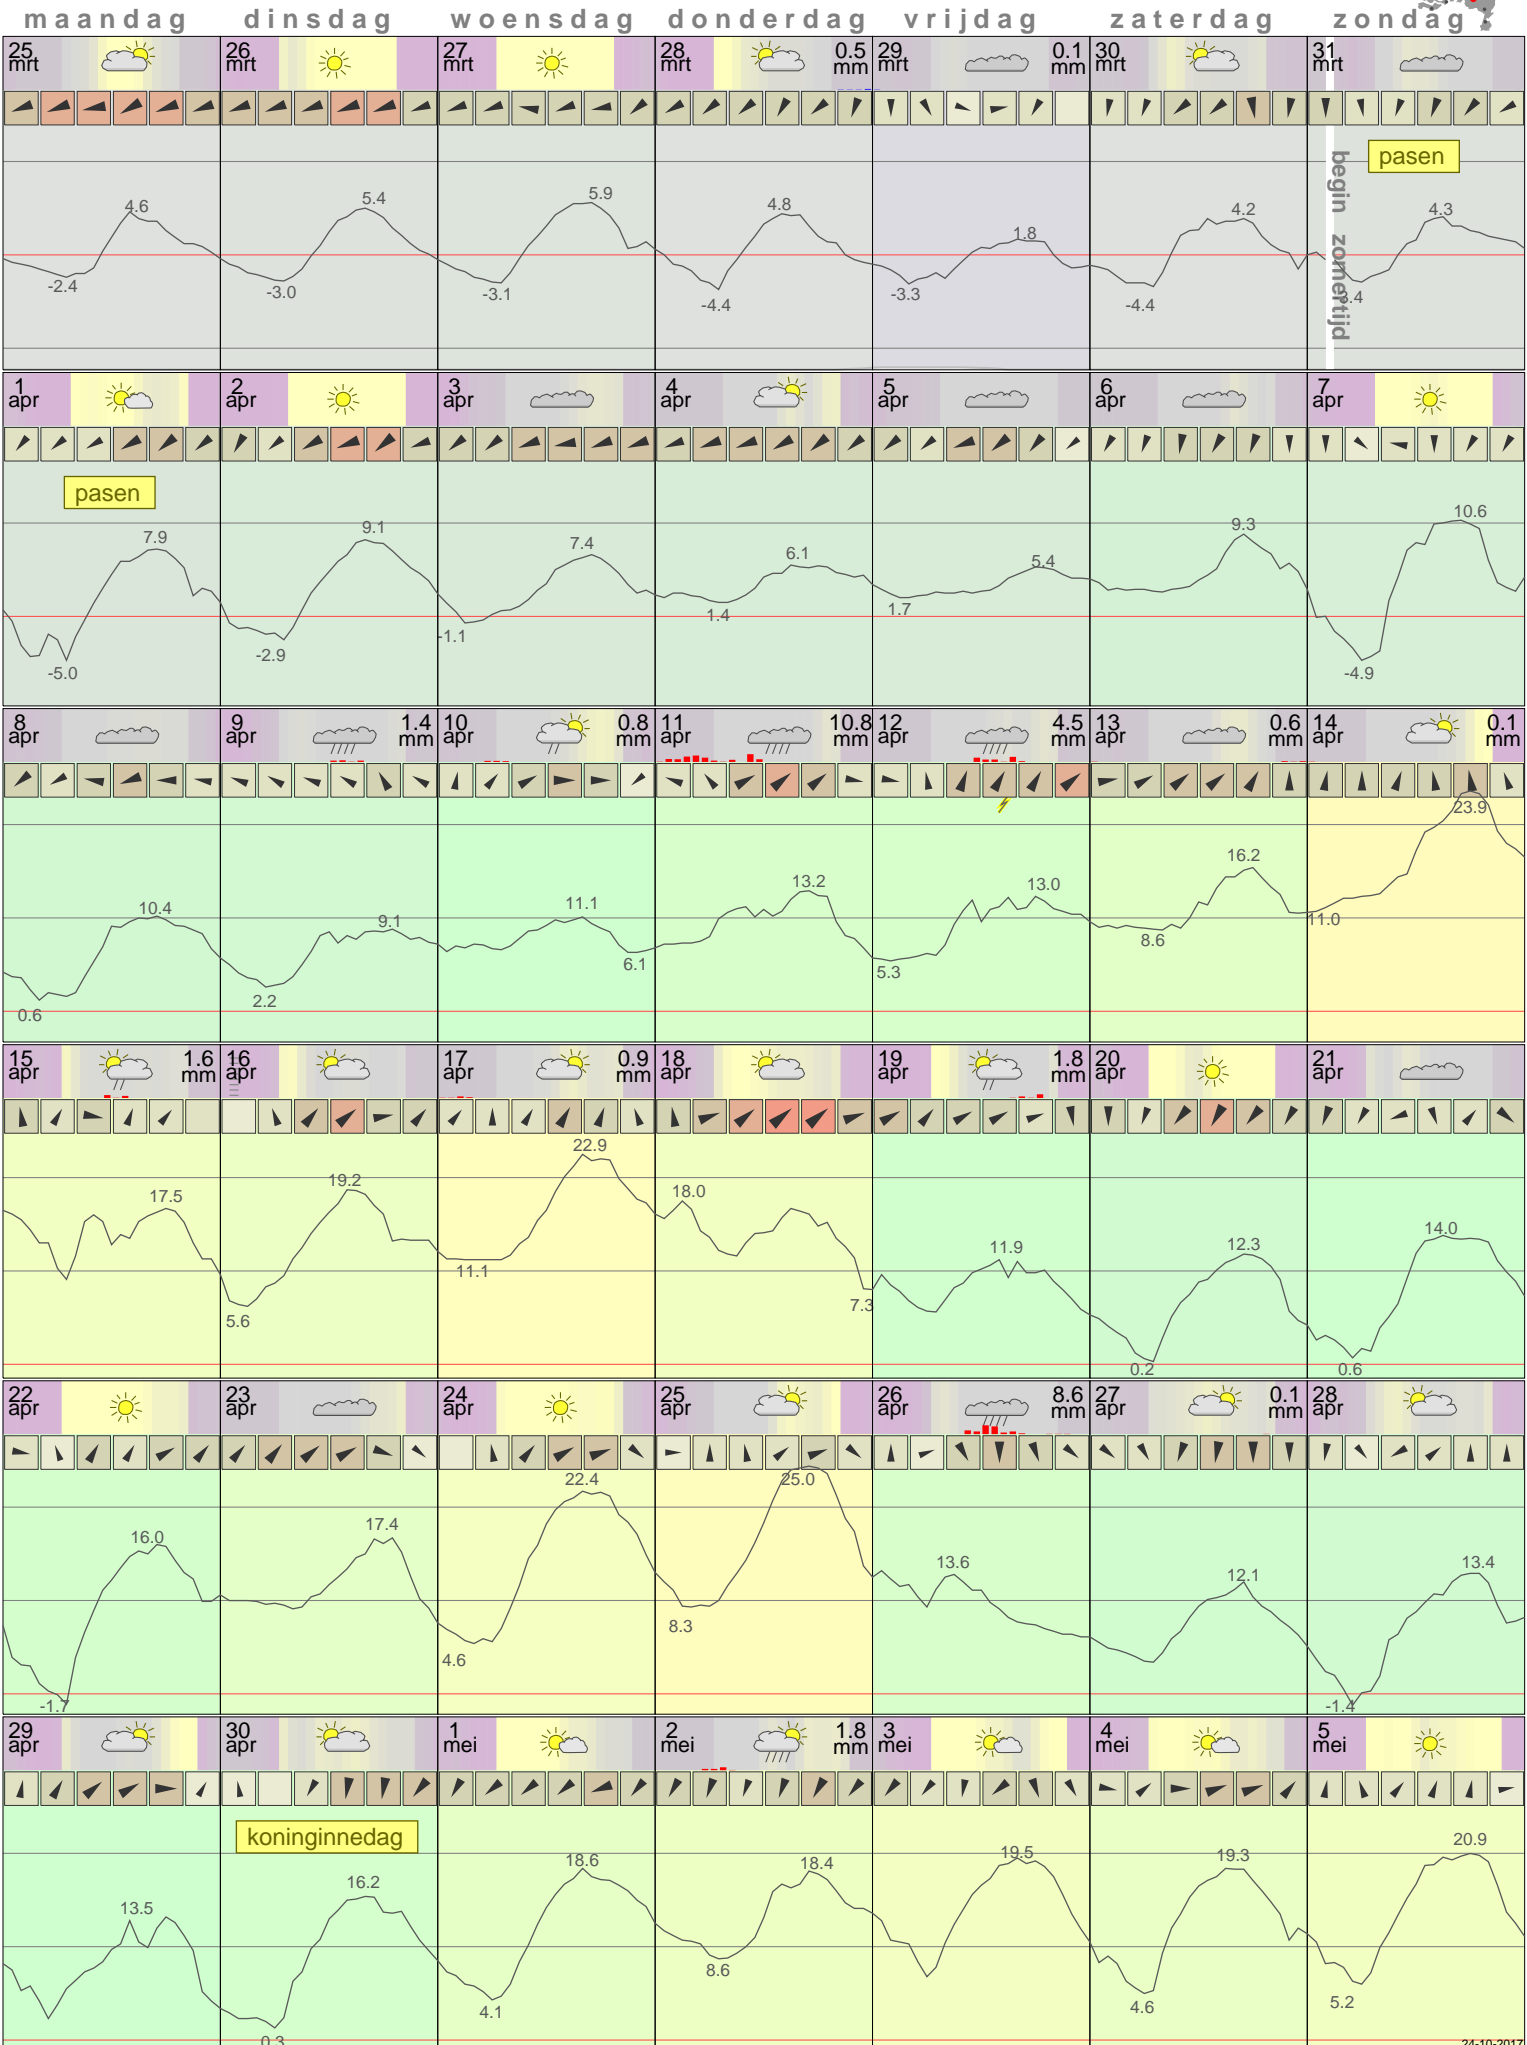 maandag dinsdag woensdag donderdag vrijdag zaterdag zondag
25 26 27 28 29 30 31
mrt mrt mrt mrt 0.5 mm mrt 0.1 mm mrt mrt
pasen
begin zomertijd
4.6 5.4 5.9 4.8 1.8 4.2 4.3
-2.4 -3.0 -3.1 -4.4 -3.3 -4.4 3.4
1 2 3 4 5 6 7
apr apr apr apr apr apr apr
pasen
7.9 9.1 7.4 6.1 5.4 9.3 10.6
-5.0 -2.9 -1.1 1.4 1.7 -4.9
8 9 10 11 12 13 14
apr apr 1.4 mm apr 0.8 mm apr 10.8 mm apr 4.5 mm apr 0.6 mm apr 0.1 mm
10.4 9.1 11.1 13.2 13.0 16.2 23.9
0.6 2.2 6.1 5.3 8.6 11.0
15 16 17 18 19 20 21
apr 1.6 mm apr apr 0.9 mm apr apr 1.8 mm apr apr
17.5 19.2 22.9 18.0 11.9 12.3 14.0
5.6 11.1 7.3 0.2 0.6
22 23 24 25 26 27 28
apr apr apr apr apr 8.6 mm apr 0.1 mm apr
16.0 17.4 22.4 25.0 13.6 12.1 13.4
-1.7 4.6 8.3 -1.4
29 30 1 2 3 4 5
apr apr mei mei 1.8 mm mei mei mei
koninginnedag
13.5 16.2 18.6 18.4 19.5 19.3 20.9
0.3 4.1 8.6 4.6 5.2
24-10-2017